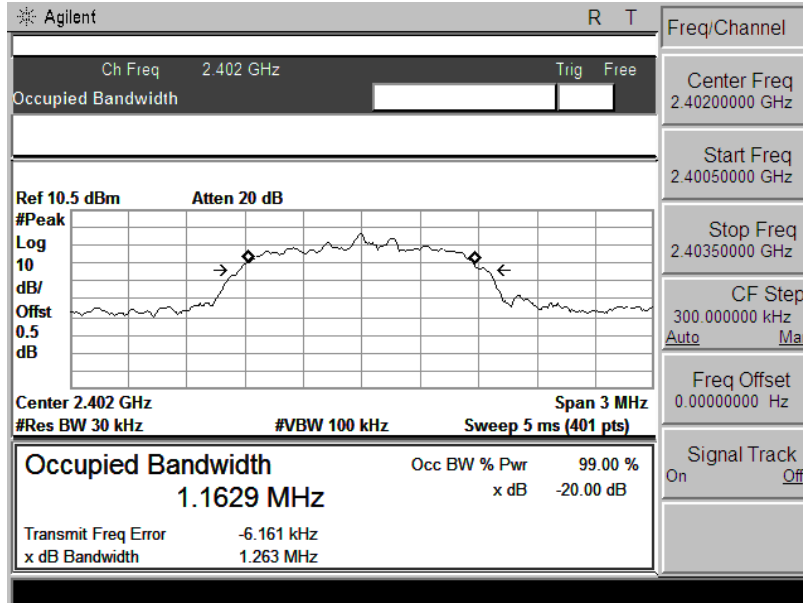 Agilent R T
Freq/Channel
Ch Freq 2.402 GHz Trig Free
Occupied Bandwidth
Center Freq
2.40200000 GHz
Start Freq
2.40050000 GHz
Stop Freq
2.40350000 GHz
CF Step
300.000000 kHz
Auto Man
Freq Offset
0.00000000 Hz
Signal Track
On Off
Ref 10.5 dBm Atten 20 dB
#Peak
Log
10
dB/
Offst
0.5
dB
Center 2.402 GHz Span 3 MHz
#Res BW 30 kHz #VBW 100 kHz Sweep 5 ms (401 pts)
Occupied Bandwidth Occ BW % Pwr 99.00 %
1.1629 MHz x dB -20.00 dB
Transmit Freq Error -6.161 kHz
x dB Bandwidth 1.263 MHz